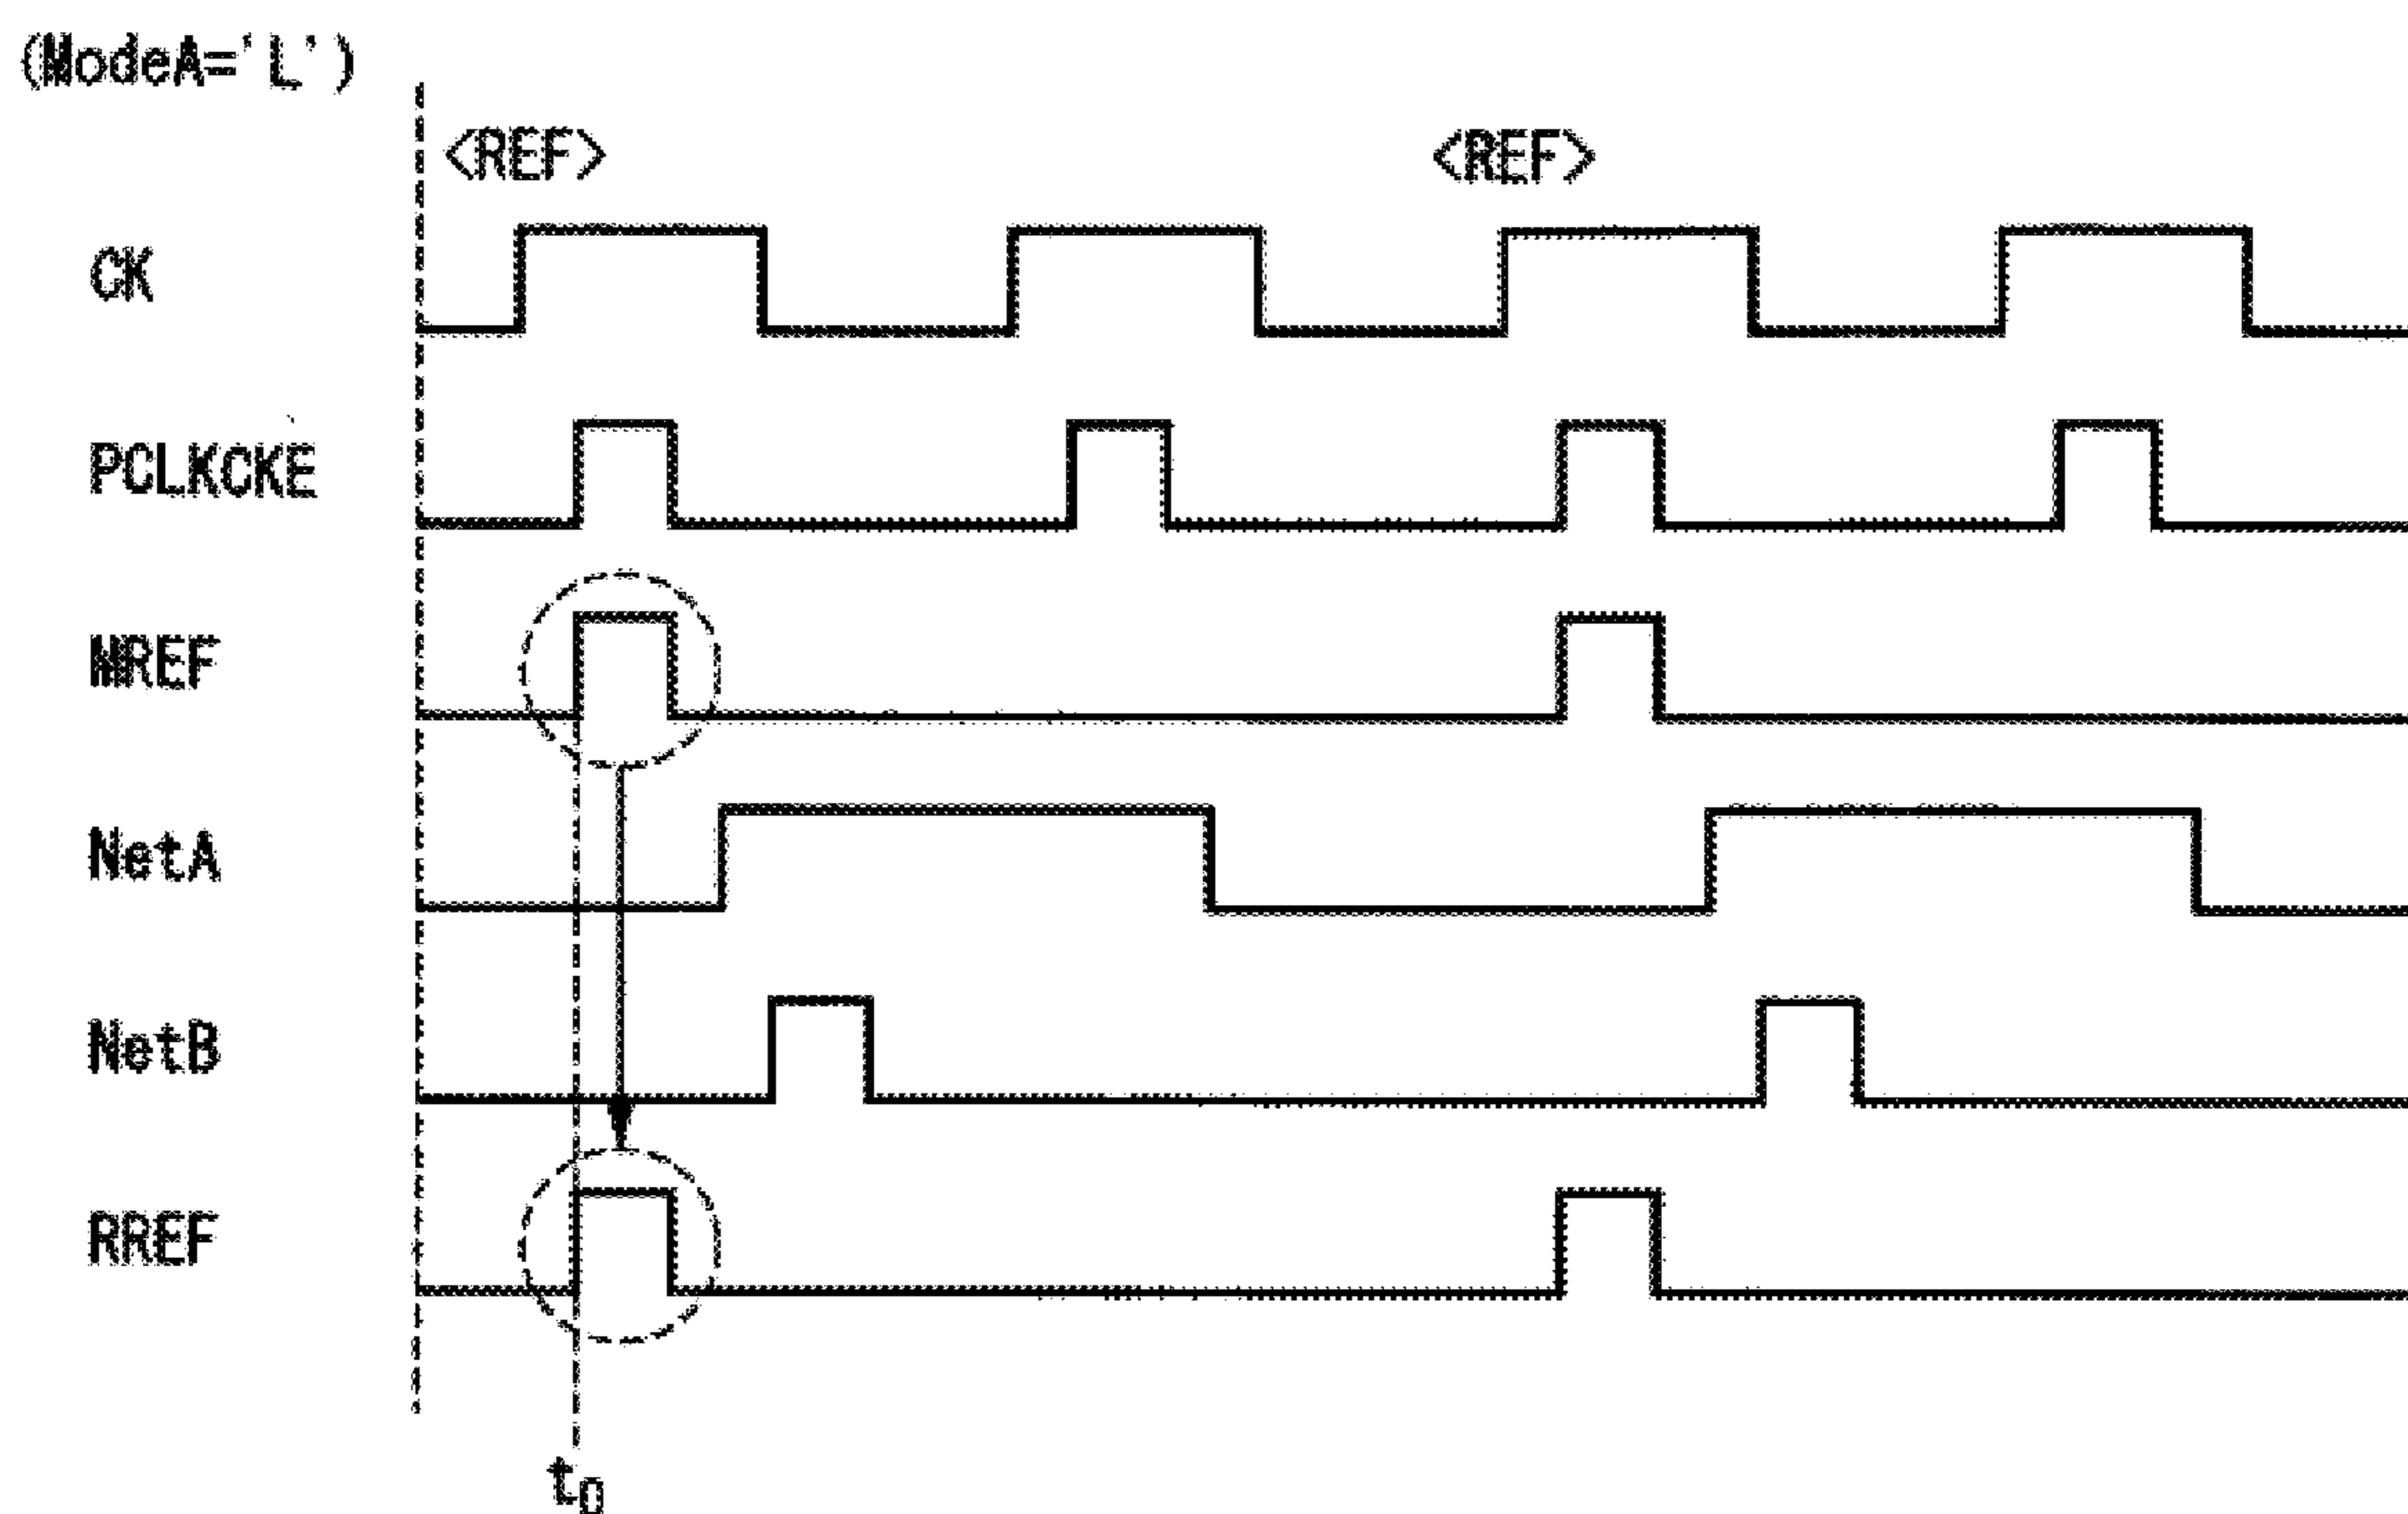 (ModeA='L')
<REF> <REF>
CK
PCLKCKE
MREF
NetA
NetB
RREF
t0